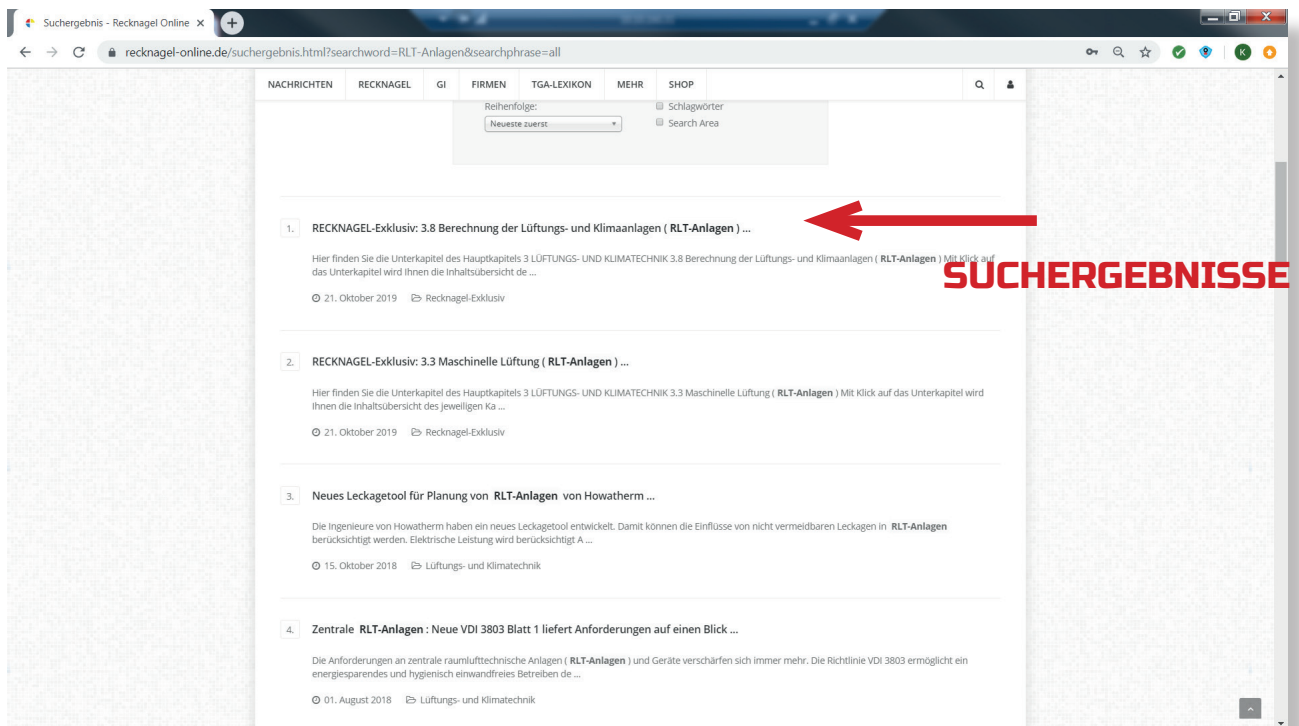 Suchergebnis - Recknagel Online
recknagel-online.de/suchergebnis.html?searchword=RLT-Anlagen&searchphrase=all
K
NACHRICHTEN RECKNAGEL GI FIRMEN TGA-LEXIKON MEHR SHOP
Reihenfolge:
Schlagwörter
Neueste zuerst
Search Area
1. RECKNAGEL-Exklusiv: 3.8 Berechnung der Lüftungs- und Klimaanlagen ( RLT-Anlagen ) ...
Hier finden Sie die Unterkapitel des Hauptkapitels 3 LÜFTUNGS- UND KLIMATECHNIK 3.8 Berechnung der Lüftungs- und Klimaanlagen ( RLT-Anlagen ) Mit Klick auf
das Unterkapitel wird Ihnen die Inhaltsübersicht de ...
SUCHERGEBNISSE
21. Oktober 2019 Recknagel-Exklusiv
2. RECKNAGEL-Exklusiv: 3.3 Maschinelle Lüftung ( RLT-Anlagen ) ...
Hier finden Sie die Unterkapitel des Hauptkapitels 3 LÜFTUNGS- UND KLIMATECHNIK 3.3 Maschinelle Lüftung ( RLT-Anlagen ) Mit Klick auf das Unterkapitel wird
Ihnen die Inhaltsübersicht des jeweiligen Ka ...
21. Oktober 2019 Recknagel-Exklusiv
3. Neues Leckagetool für Planung von RLT-Anlagen von Howatherm ...
Die Ingenieure von Howatherm haben ein neues Leckagetool entwickelt. Damit können die Einflüsse von nicht vermeidbaren Leckagen in RLT-Anlagen
berücksichtigt werden. Elektrische Leistung wird berücksichtigt A ...
15. Oktober 2018 Lüftungs- und Klimatechnik
4. Zentrale RLT-Anlagen : Neue VDI 3803 Blatt 1 liefert Anforderungen auf einen Blick ...
Die Anforderungen an zentrale raumlufttechnische Anlagen ( RLT-Anlagen ) und Geräte verschärfen sich immer mehr. Die Richtlinie VDI 3803 ermöglicht ein
energiesparendes und hygienisch einwandfreies Betreiben de ...
01. August 2018 Lüftungs- und Klimatechnik